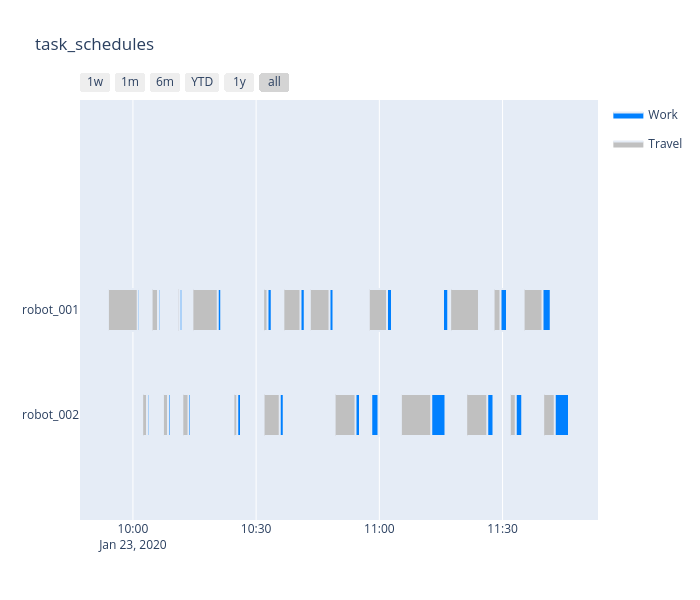 task_schedules
1w 1m 6m YTD 1y all
Work
Travel
robot_001
robot_002
10:00 10:30 11:00 11:30
Jan 23, 2020